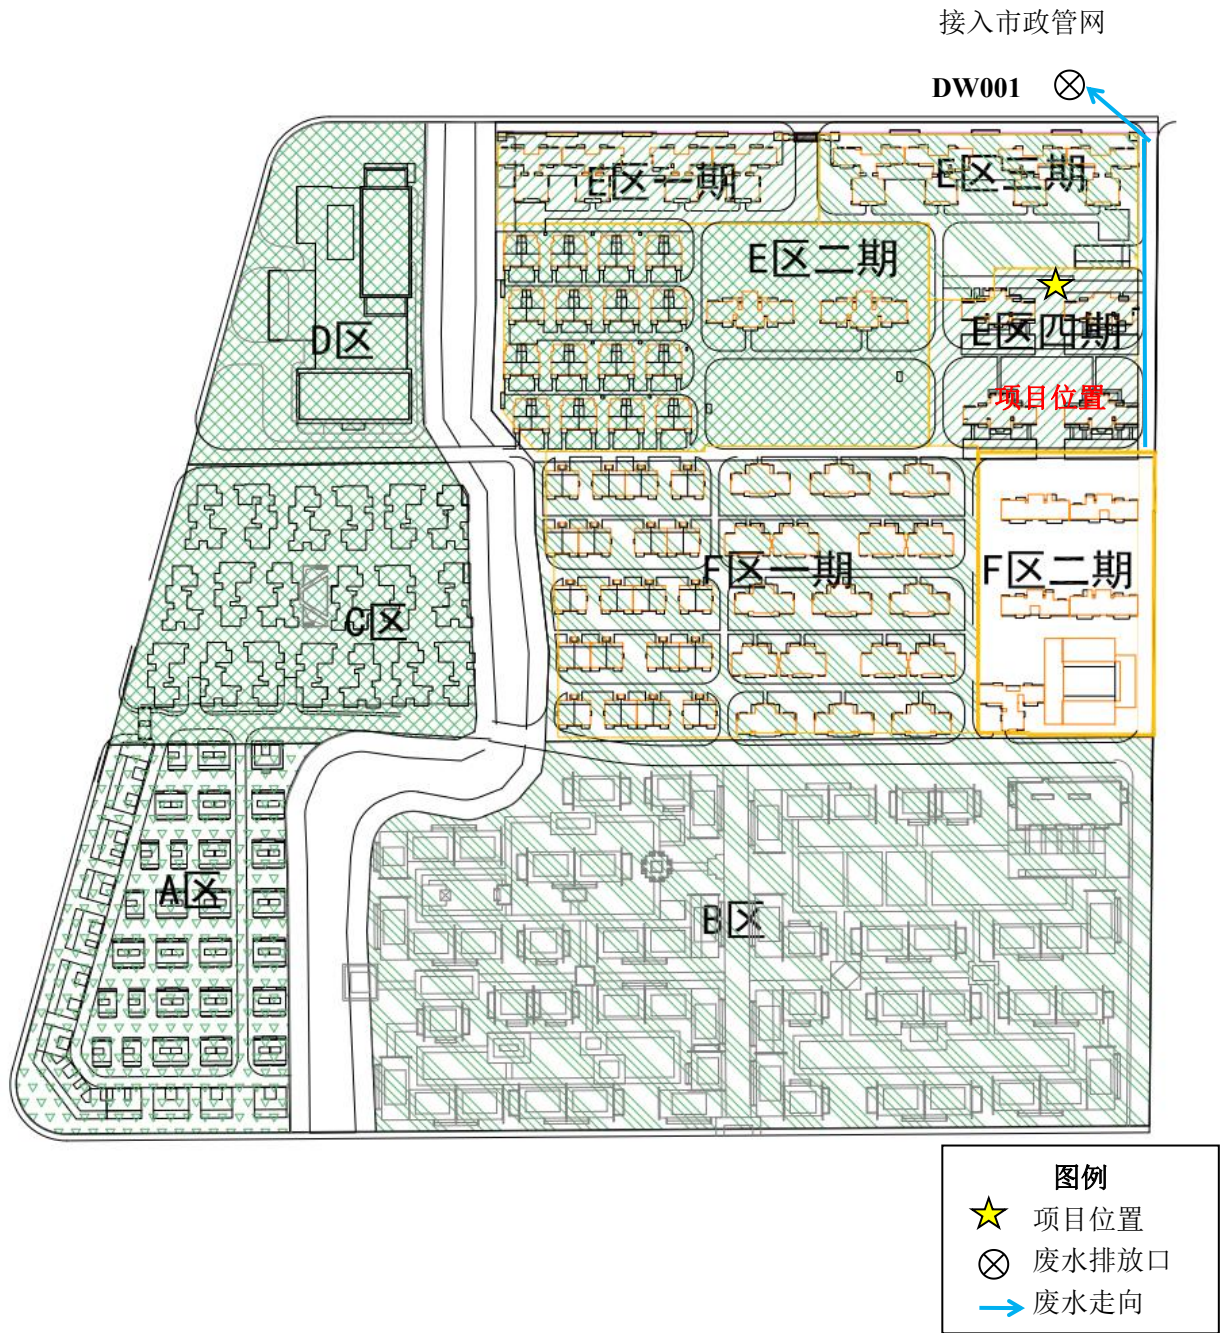 接入市政管网
DW001
E区一期
E区三期
E区二期
D区
E区四期
项目位置
F区一期
F区二期
C区
A区
B区
图例
项目位置
废水排放口
废水走向